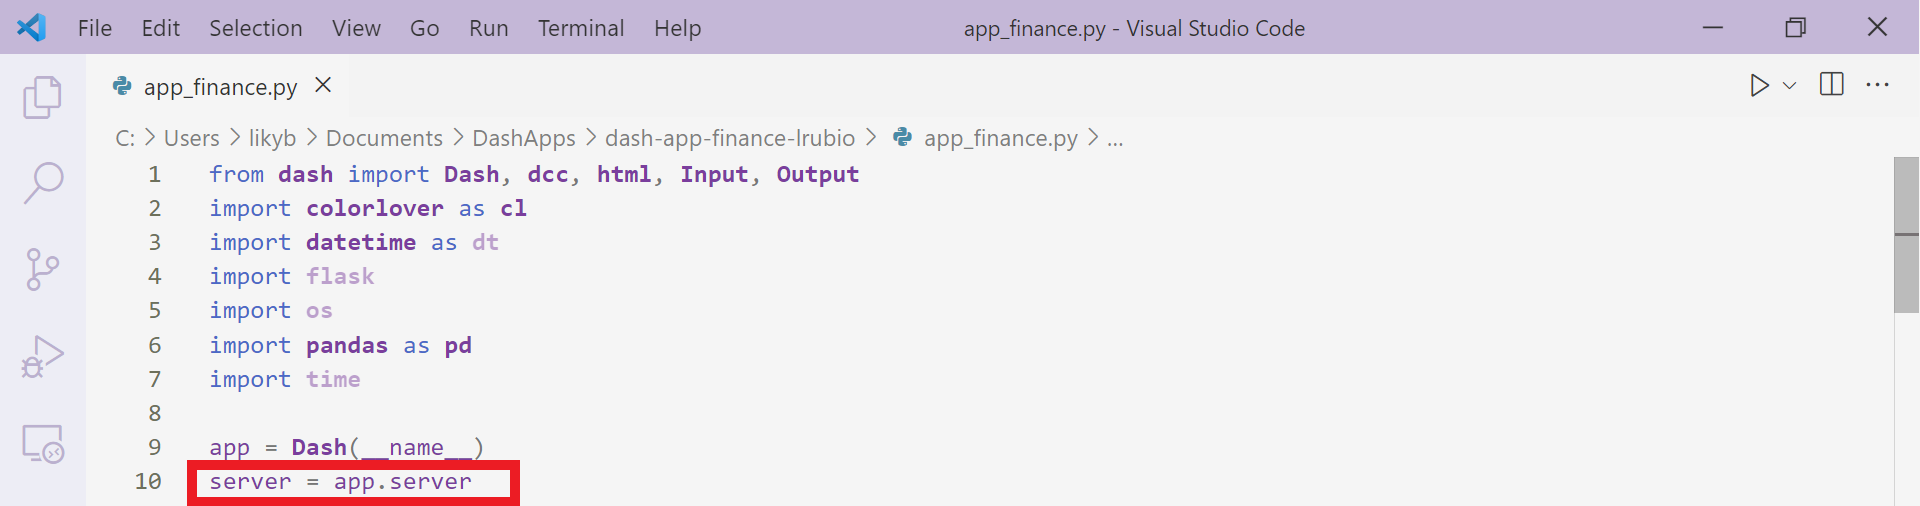 File Edit Selection View Go Run Terminal Help app_finance.py - Visual Studio Code
app_finance.py
C: > Users > likyb > Documents > DashApps > dash-app-finance-lrubio > app_finance.py > ...
1 from dash import Dash, dcc, html, Input, Output
2 import colorlover as cl
3 import datetime as dt
4 import flask
5 import os
6 import pandas as pd
7 import time
8
9 app = Dash(__name__)
10 server = app.server